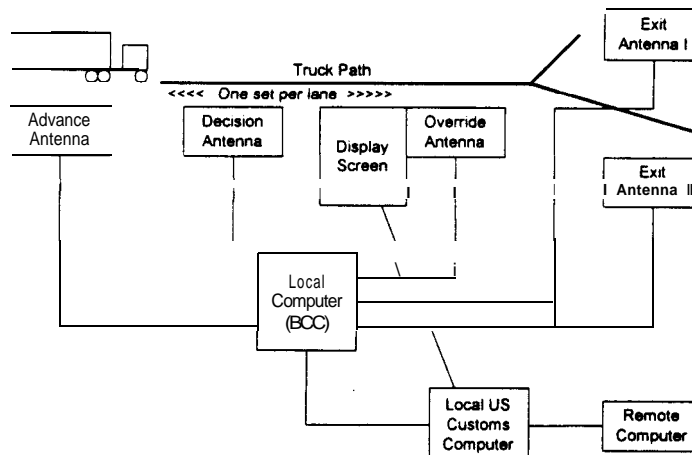 Exit
Antenna I
Truck Path
<<<< One set per lane >>>>>
Advance
Antenna
Decision
Antenna
Display
Screen
Override
Antenna
Exit
Antenna II
Local
Computer
(BCC)
Local US
Customs
Computer
Remote
Computer